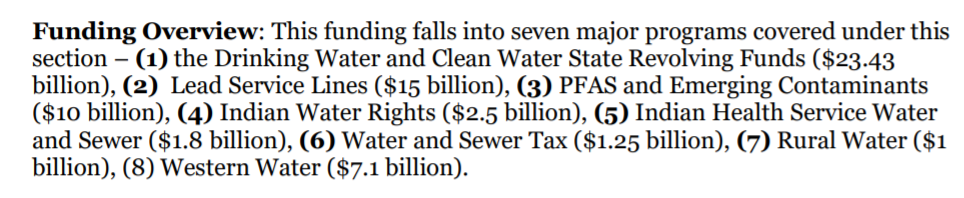 Funding Overview: This funding falls into seven major programs covered under this
section – (1) the Drinking Water and Clean Water State Revolving Funds ($23.43
billion), (2) Lead Service Lines ($15 billion), (3) PFAS and Emerging Contaminants
($10 billion), (4) Indian Water Rights ($2.5 billion), (5) Indian Health Service Water
and Sewer ($1.8 billion), (6) Water and Sewer Tax ($1.25 billion), (7) Rural Water ($1
billion), (8) Western Water ($7.1 billion).